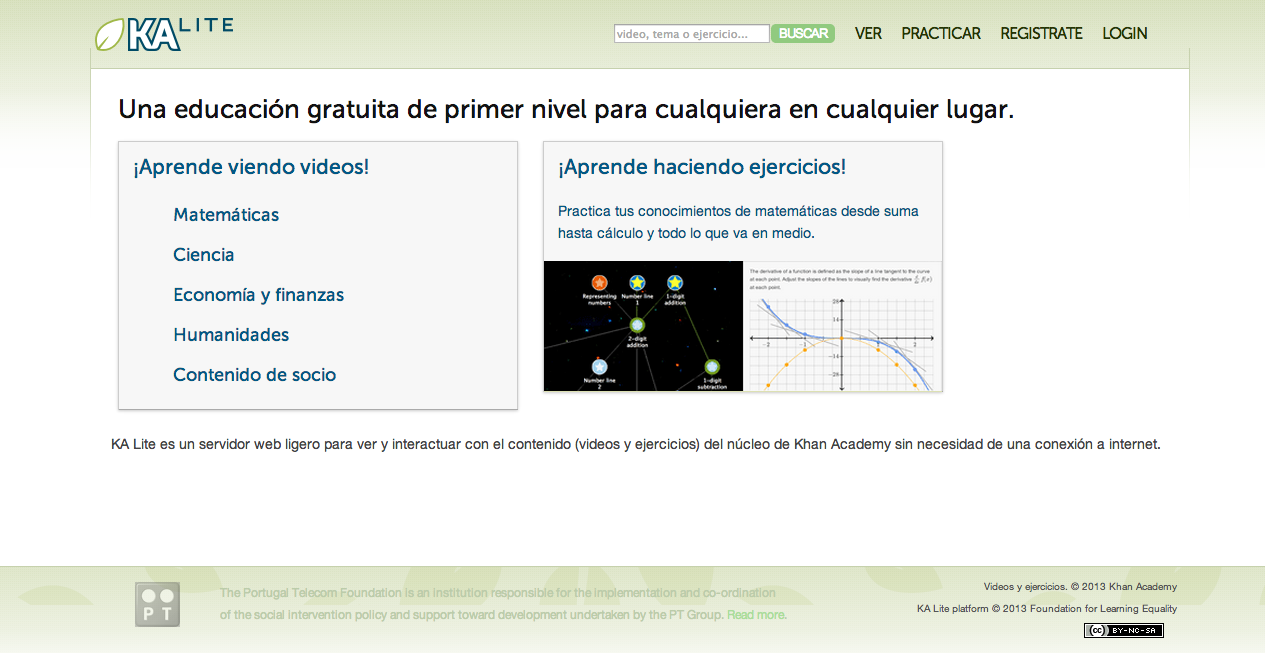 KA LITE
video, tema o ejercicio...
BUSCAR
VER
PRACTICAR
REGISTRATE
LOGIN
Una educación gratuita de primer nivel para cualquiera en cualquier lugar.
¡Aprende viendo videos!
Matemáticas
Ciencia
Economía y finanzas
Humanidades
Contenido de socio
¡Aprende haciendo ejercicios!
Practica tus conocimientos de matemáticas desde suma
hasta cálculo y todo lo que va en medio.
Representing
numbers
Number line
1
1-digit
addition
2-digit
addition
Number line
2
1-digit
subtraction
The derivative of a function is defined as the slope of a line tangent to the curve
at each point. Adjust the slopes of the lines to visually find the derivative d/dx f(x)
at each point.
28
14
-2
-1
1
2
-14
-28
KA Lite es un servidor web ligero para ver y interactuar con el contenido (videos y ejercicios) del núcleo de Khan Academy sin necesidad de una conexión a internet.
PT
The Portugal Telecom Foundation is an institution responsible for the implementation and co-ordination
of the social intervention policy and support toward development undertaken by the PT Group. Read more.
Videos y ejercicios. © 2013 Khan Academy
KA Lite platform © 2013 Foundation for Learning Equality
cc BY-NC-SA